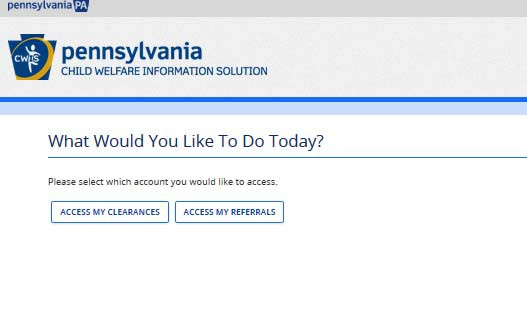 pennsylvania PA
CWIS
pennsylvania
CHILD WELFARE INFORMATION SOLUTION
What Would You Like To Do Today?
Please select which account you would like to access.
ACCESS MY CLEARANCES ACCESS MY REFERRALS